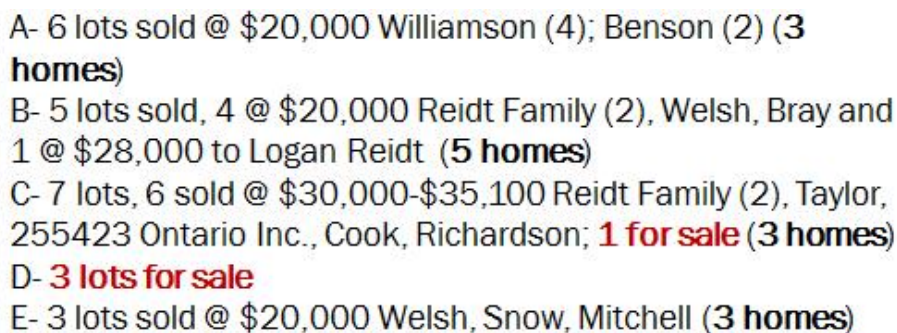 A- 6 lots sold @ $20,000 Williamson (4); Benson (2) (3
homes)
B- 5 lots sold, 4 @ $20,000 Reidt Family (2), Welsh, Bray and
1 @ $28,000 to Logan Reidt (5 homes)
C- 7 lots, 6 sold @ $30,000-$35,100 Reidt Family (2), Taylor,
255423 Ontario Inc., Cook, Richardson; 1 for sale (3 homes)
D- 3 lots for sale
E- 3 lots sold @ $20,000 Welsh, Snow, Mitchell (3 homes)